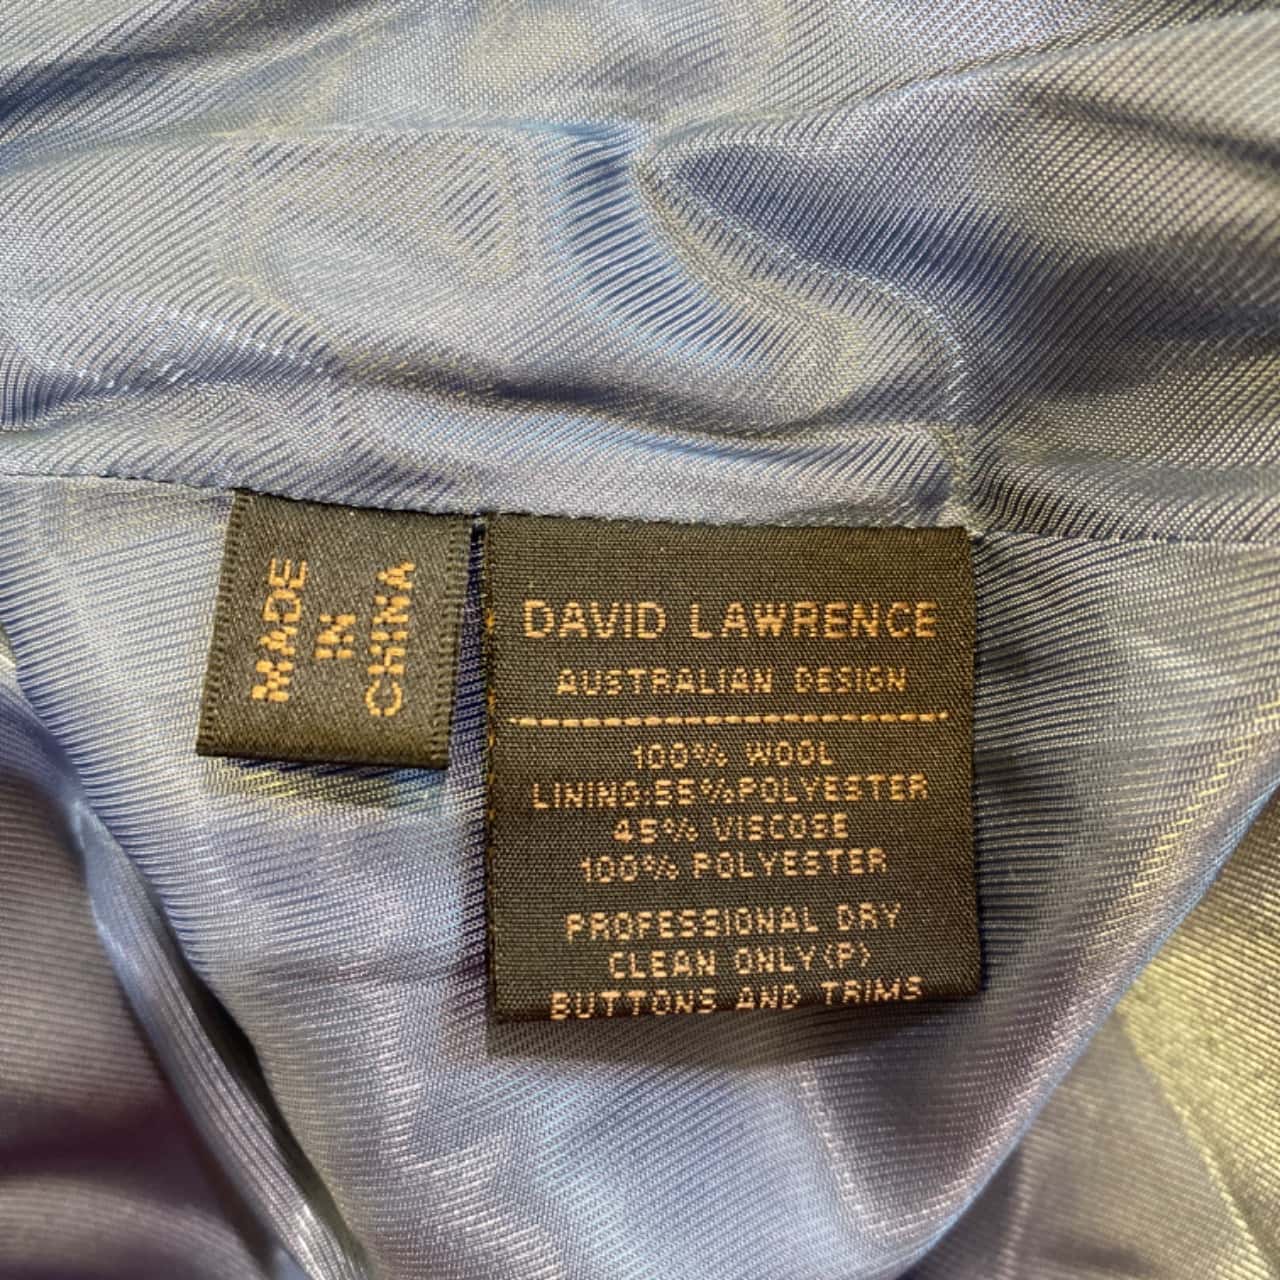 MADE
IN
CHINA
DAVID LAWRENCE
AUSTRALIAN DESIGN
100% WOOL
LINING:55%POLYESTER
45% VISCOSE
100% POLYESTER
PROFESSIONAL DRY
CLEAN ONLY(P)
BUTTONS AND TRIMS